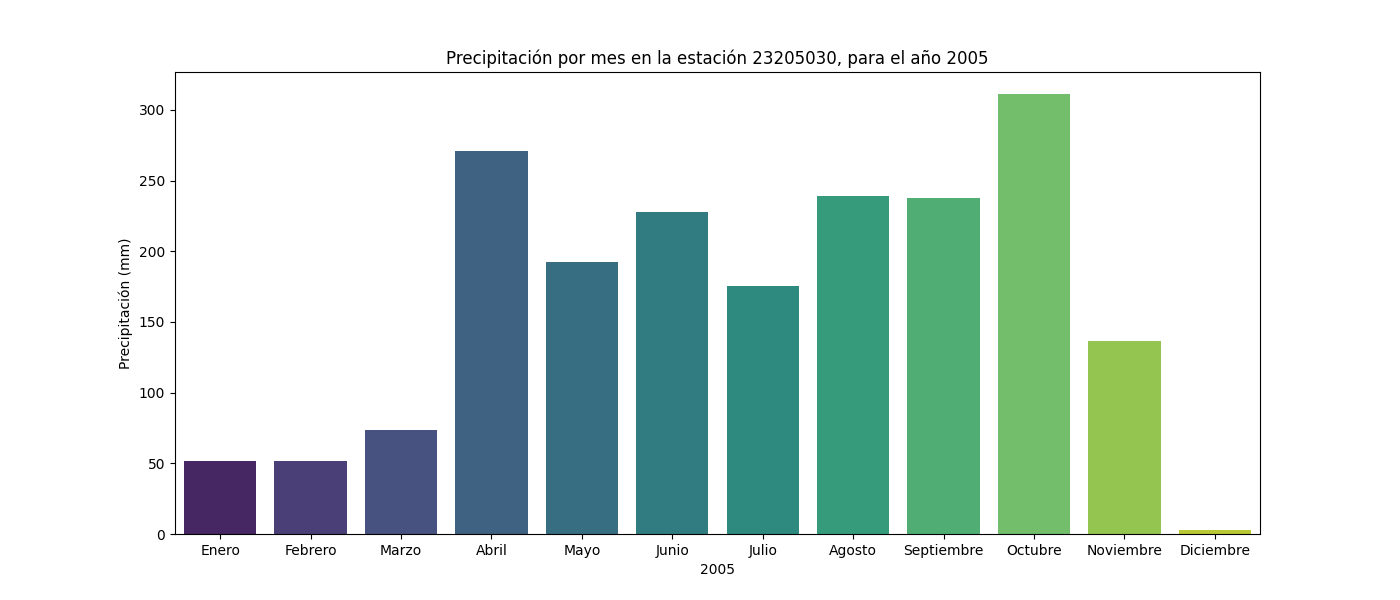 Precipitación por mes en la estación 23205030, para el año 2005
Precipitación (mm)
300
250
200
150
100
50
0
Enero Febrero Marzo Abril Mayo Junio Julio Agosto Septiembre Octubre Noviembre Diciembre
2005